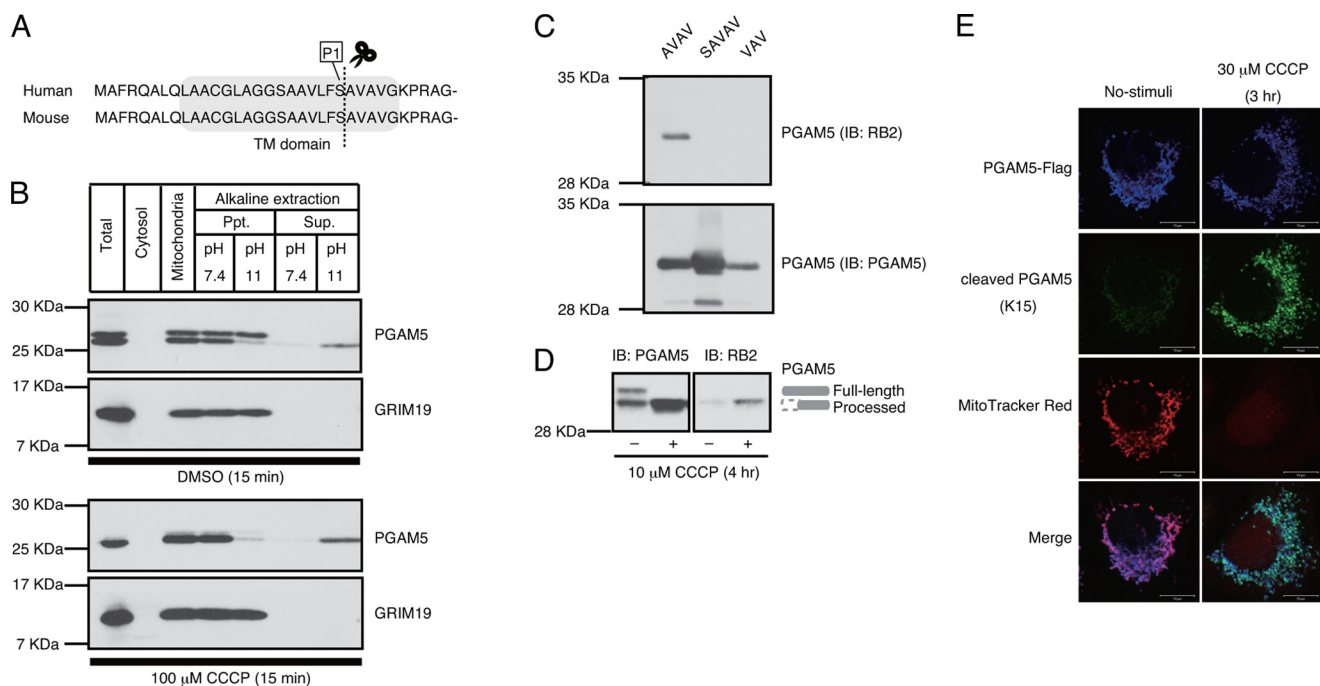 A
P1
Human MAFRQALQLAACGLAGGSAAVLFSAVAVGKPRAG-
Mouse MAFRQALQLAACGLAGGSAAVLFSAVAVGKPRAG-
TM domain
B
Total
Cytosol
Mitochondria
Alkaline extraction
Ppt. Sup.
pH 7.4
pH 11
pH 7.4
pH 11
30 KDa
25 KDa
PGAM5
17 KDa
7 KDa
GRIM19
DMSO (15 min)
30 KDa
25 KDa
PGAM5
17 KDa
7 KDa
GRIM19
100 µM CCCP (15 min)
C
AVAV
SAVAV
VAV
35 KDa
28 KDa
PGAM5 (IB: RB2)
35 KDa
28 KDa
PGAM5 (IB: PGAM5)
D
IB: PGAM5 IB: RB2
PGAM5
Full-length
Processed
28 KDa
– + – +
10 µM CCCP (4 hr)
E
No-stimuli
30 µM CCCP
(3 hr)
PGAM5-Flag
cleaved PGAM5
(K15)
MitoTracker Red
Merge